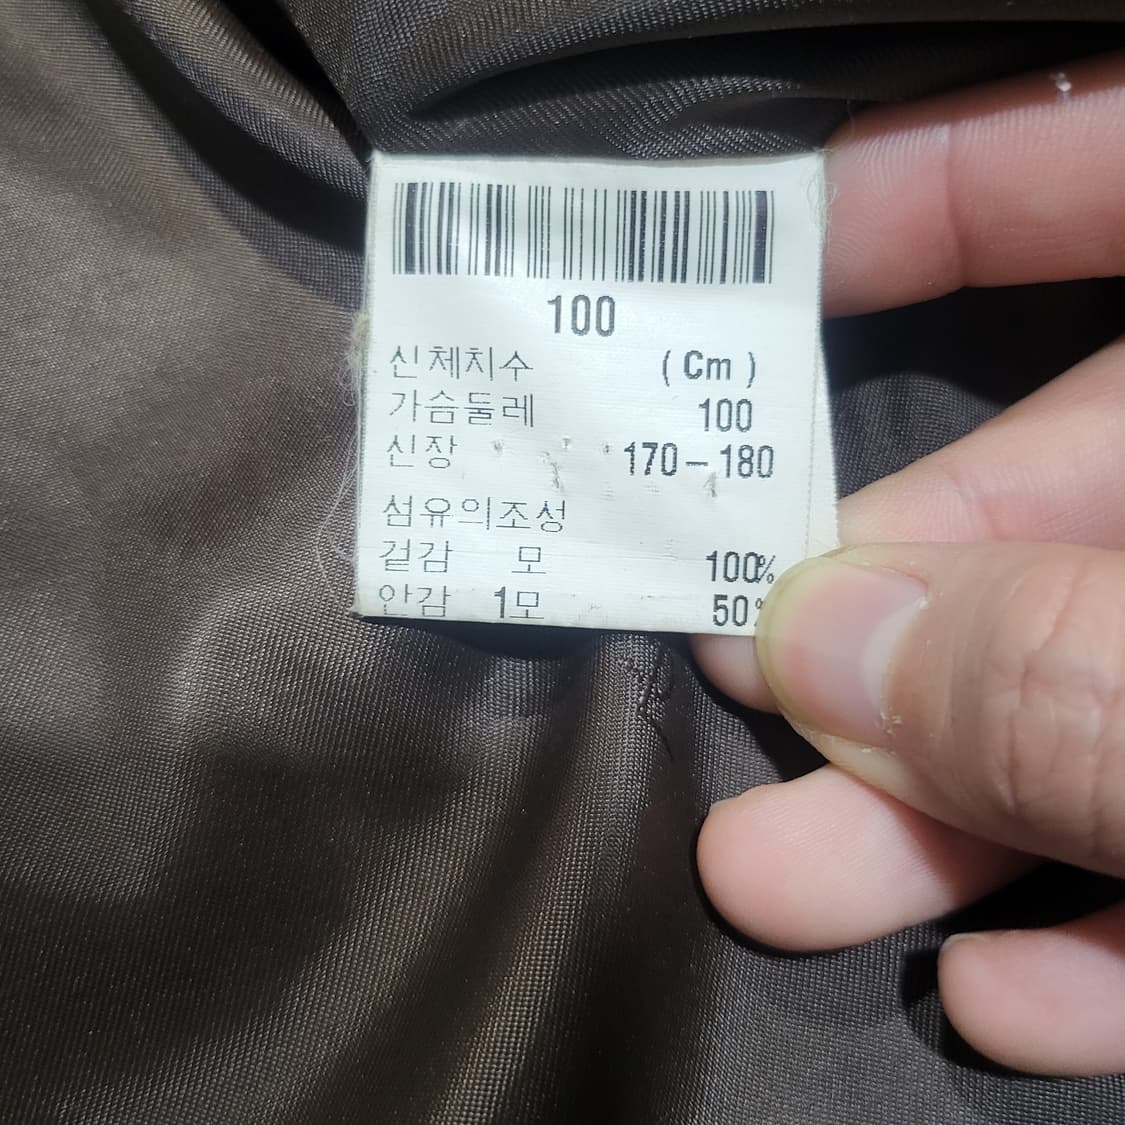 100
신체치수 (Cm)
가슴둘레 100
신장 170-180
섬유의조성
겉감 모 100%
안감 1모 50%